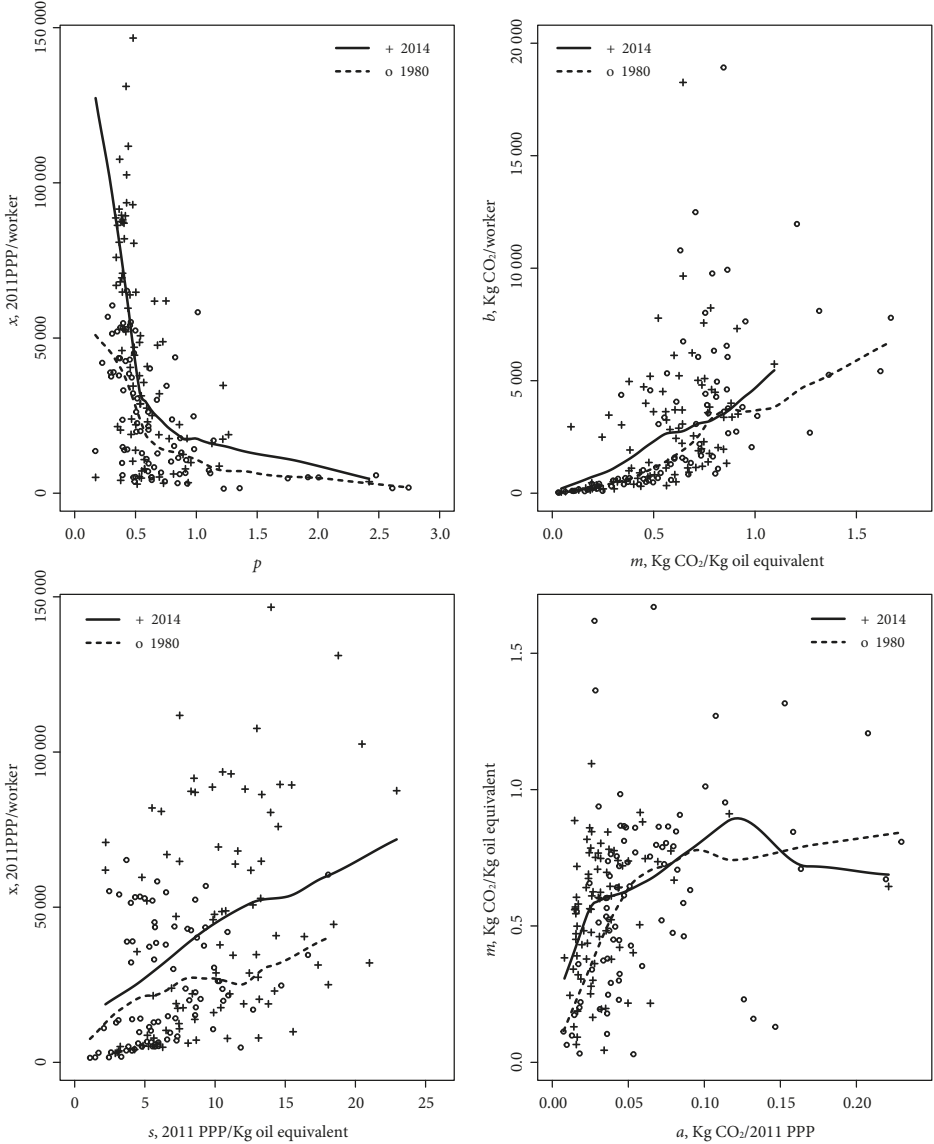 150 000
100 000
50 000
0
x, 2011PPP/worker
+ 2014
o 1980
0.0 0.5 1.0 1.5 2.0 2.5 3.0
p
20 000
15 000
10 000
5 000
0
b, Kg CO₂/worker
+ 2014
o 1980
0.0 0.5 1.0 1.5
m, Kg CO₂/Kg oil equivalent
150 000
100 000
50 000
0
x, 2011PPP/worker
+ 2014
o 1980
0 5 10 15 20 25
s, 2011 PPP/Kg oil equivalent
1.5
1.0
0.5
0.0
m, Kg CO₂/Kg oil equivalent
+ 2014
o 1980
0.00 0.05 0.10 0.15 0.20
a, Kg CO₂/2011 PPP